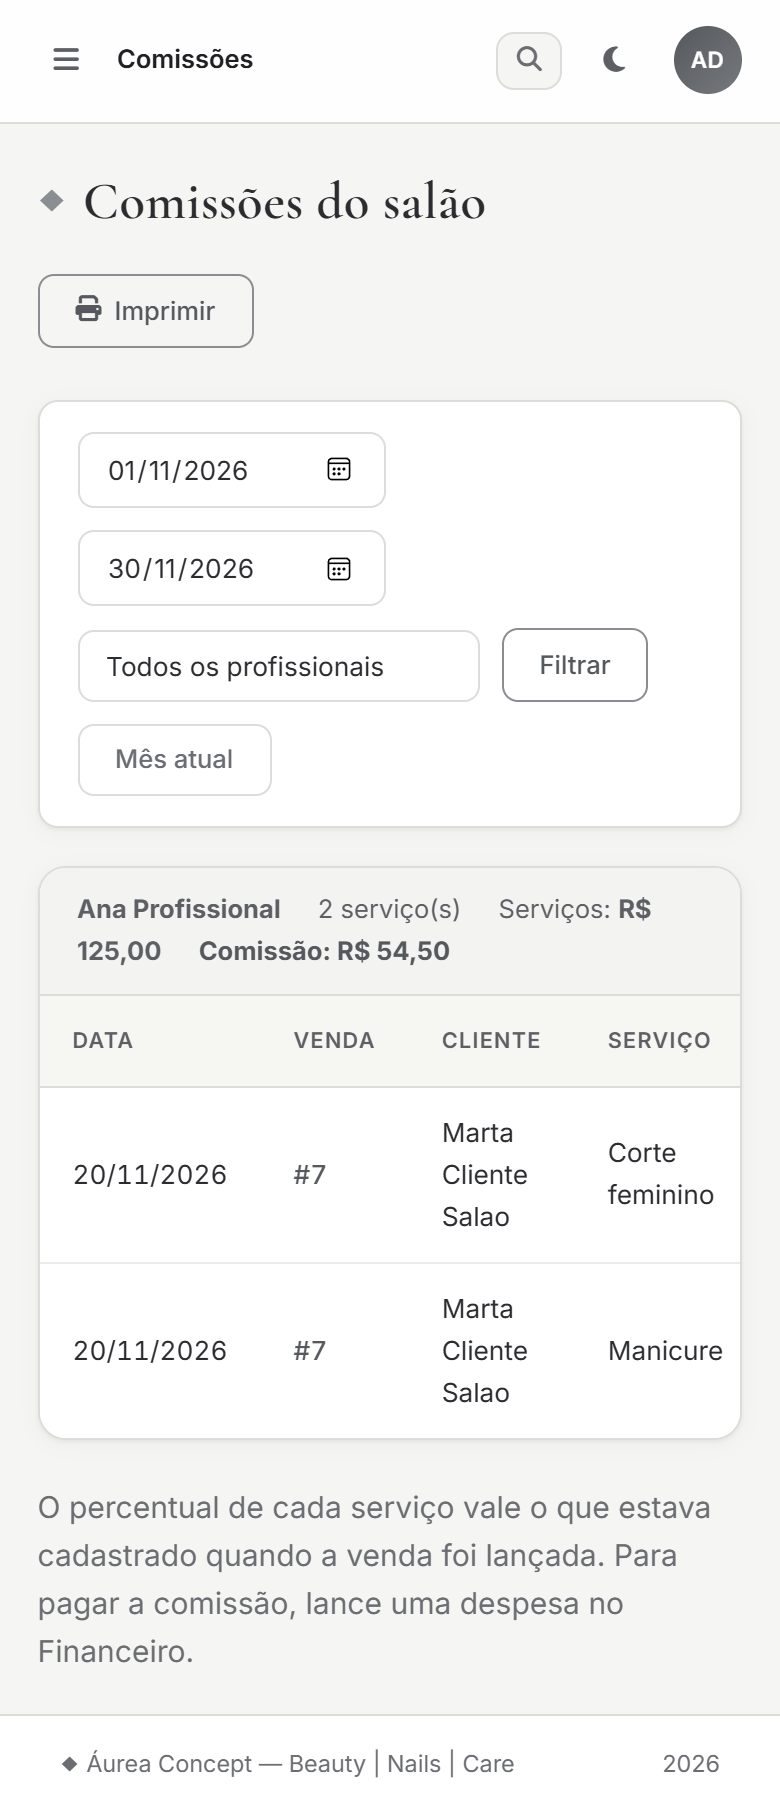 Comissões
AD
Comissões do salão
Imprimir
01/11/2026
30/11/2026
Todos os profissionais
Filtrar
Mês atual
Ana Profissional 2 serviço(s) Serviços: R$
125,00 Comissão: R$ 54,50
DATA VENDA CLIENTE SERVIÇO
20/11/2026 #7 Marta
Cliente
Salao
Corte
feminino
20/11/2026 #7 Marta
Cliente
Salao
Manicure
O percentual de cada serviço vale o que estava
cadastrado quando a venda foi lançada. Para
pagar a comissão, lance uma despesa no
Financeiro.
Áurea Concept — Beauty | Nails | Care 2026